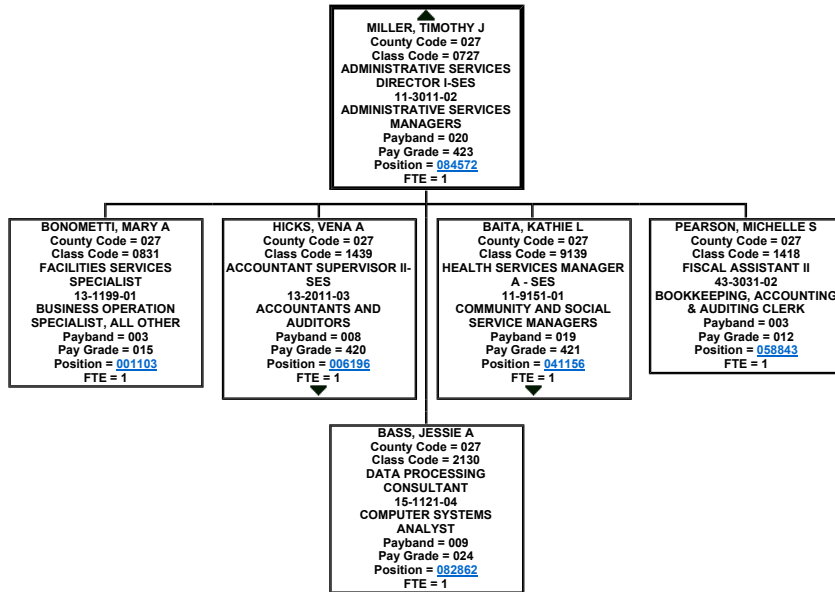 MILLER, TIMOTHY J
County Code = 027
Class Code = 0727
ADMINISTRATIVE SERVICES
DIRECTOR I-SES
11-3011-02
ADMINISTRATIVE SERVICES
MANAGERS
Payband = 020
Pay Grade = 423
Position = 084572
FTE = 1
BONOMETTI, MARY A
County Code = 027
Class Code = 0831
FACILITIES SERVICES
SPECIALIST
13-1199-01
BUSINESS OPERATION
SPECIALIST, ALL OTHER
Payband = 003
Pay Grade = 015
Position = 001103
FTE = 1
HICKS, VENA A
County Code = 027
Class Code = 1439
ACCOUNTANT SUPERVISOR II-
SES
13-2011-03
ACCOUNTANTS AND
AUDITORS
Payband = 008
Pay Grade = 420
Position = 006196
FTE = 1
BAITA, KATHIE L
County Code = 027
Class Code = 9139
HEALTH SERVICES MANAGER
A - SES
11-9151-01
COMMUNITY AND SOCIAL
SERVICE MANAGERS
Payband = 019
Pay Grade = 421
Position = 041156
FTE = 1
PEARSON, MICHELLE S
County Code = 027
Class Code = 1418
FISCAL ASSISTANT II
43-3031-02
BOOKKEEPING, ACCOUNTING
& AUDITING CLERK
Payband = 003
Pay Grade = 012
Position = 058843
FTE = 1
BASS, JESSIE A
County Code = 027
Class Code = 2130
DATA PROCESSING
CONSULTANT
15-1121-04
COMPUTER SYSTEMS
ANALYST
Payband = 009
Pay Grade = 024
Position = 082862
FTE = 1